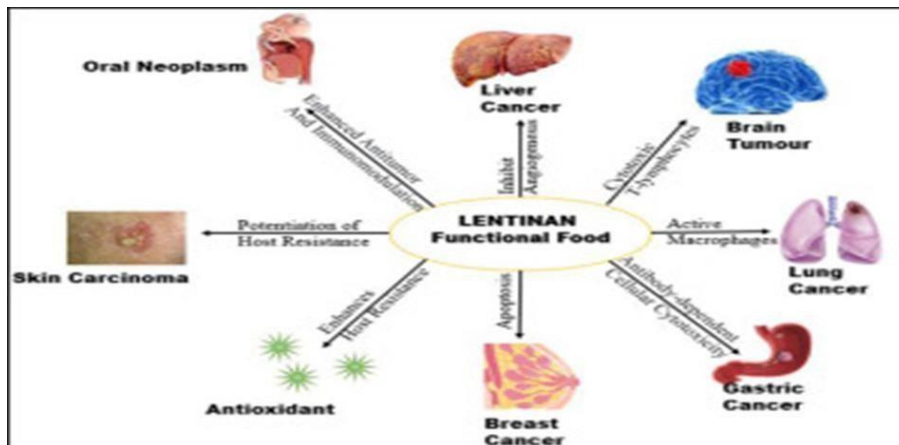 Oral Neoplasm
Enhanced Antitumor
And Immunomodulation
Liver
Cancer
Inhibit
Angiogenesis
Brain
Tumour
Cytotoxic
T-lymphocytes
LENTINAN
Functional Food
Potentiation of
Host Resistance
Skin Carcinoma
Active
Macrophages
Lung
Cancer
Enhances
Host Resistance
Antioxidant
Apoptosis
Breast
Cancer
Antibody-dependent
Cellular Cytotoxicity
Gastric
Cancer